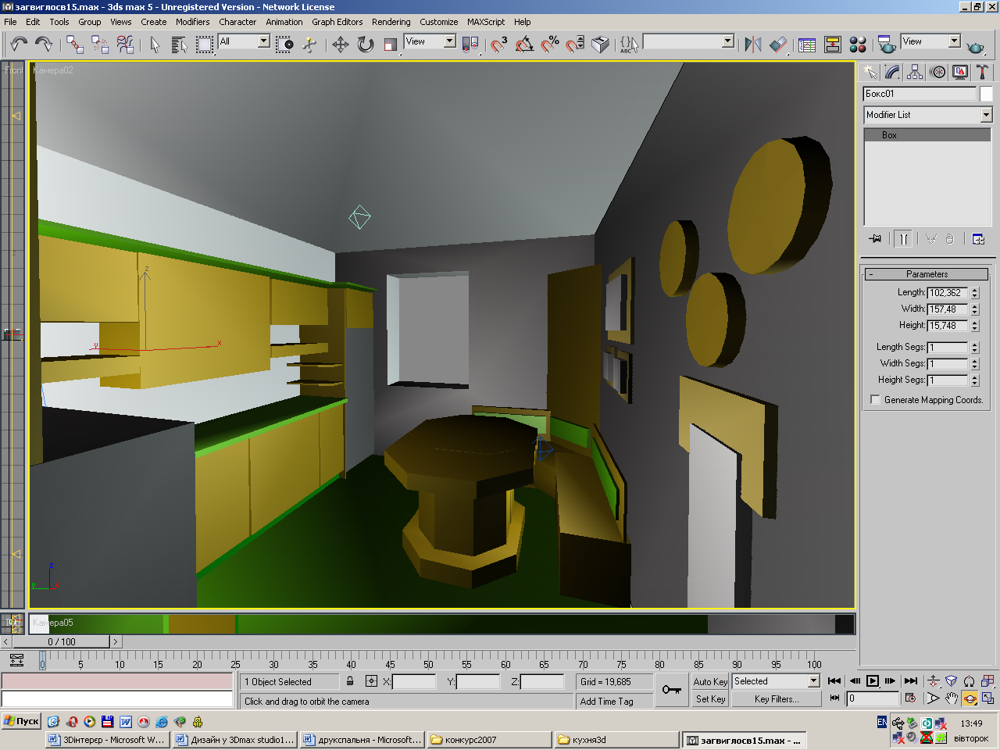 загвиглосв15.max - 3ds max 5 - Unregistered Version - Network License
File Edit Tools Group Views Create Modifiers Character Animation Graph Editors Rendering Customize MAXScript Help
All View 3 % ABC View
Front Камера02
Бокс01
Modifier List
Box
Parameters
Length: 102,362
Width: 157,48
Height: 15,748
Length Segs: 1
Width Segs: 1
Height Segs: 1
Generate Mapping Coords.
z
y x
z
y x
Камера05
0 / 100
0 5 10 15 20 25 30 35 40 45 50 55 60 65 70 75 80 85 90 95 100
1 Object Selected X: Y: Z: Grid = 19,685 Auto Key Selected
Click and drag to orbit the camera Add Time Tag Set Key Key Filters... 0
Пуск EN 13:49
3Dінтерєр - Microsoft W... Дизайн у 3Dmax studio1... друкспальня - Microsoft... конкурс2007 кухня3d загвиглосв15.max - ... вівторок